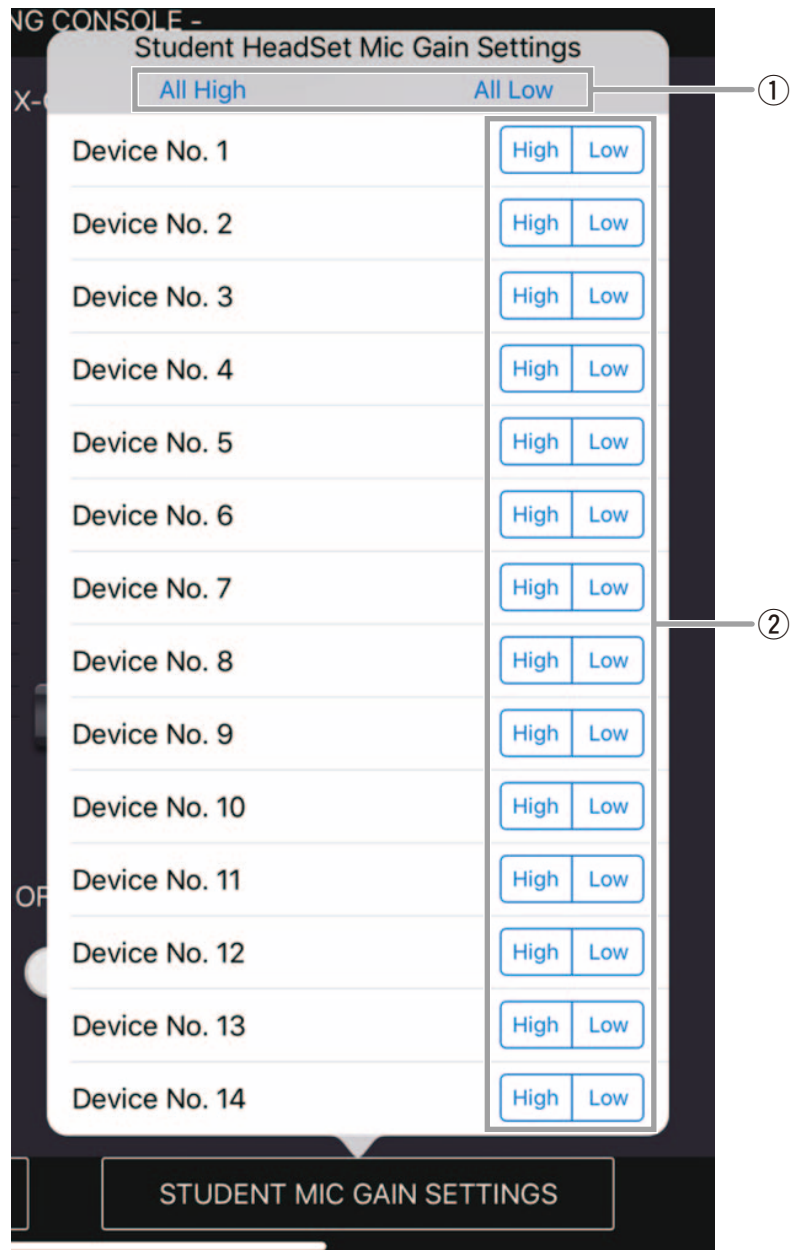 NG CONSOLE -
Student HeadSet Mic Gain Settings
All High All Low
①
X-
Device No. 1 High Low
Device No. 2 High Low
Device No. 3 High Low
Device No. 4 High Low
Device No. 5 High Low
Device No. 6 High Low
Device No. 7 High Low
②
Device No. 8 High Low
Device No. 9 High Low
Device No. 10 High Low
Device No. 11 High Low
OF
Device No. 12 High Low
Device No. 13 High Low
Device No. 14 High Low
STUDENT MIC GAIN SETTINGS